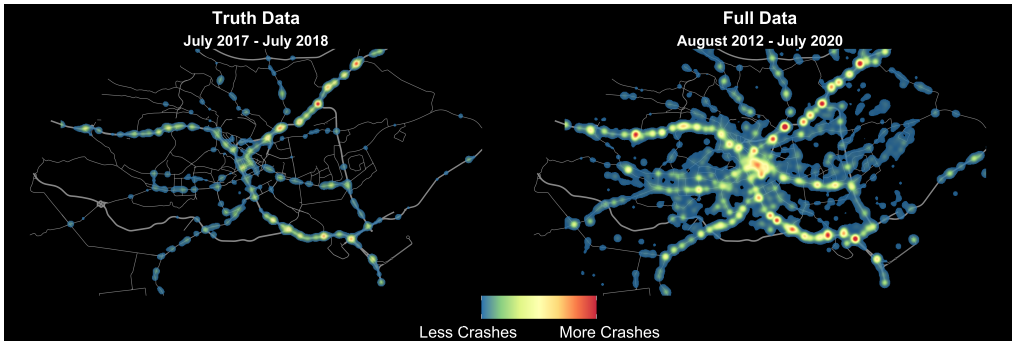 Truth Data
July 2017 - July 2018
Full Data
August 2012 - July 2020
Less Crashes
More Crashes